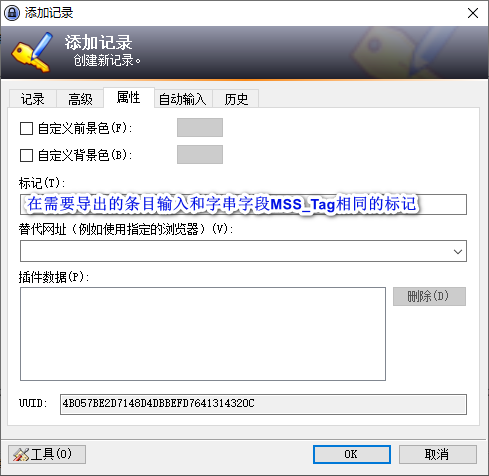 添加记录
添加记录
创建新记录。
记录 高级 属性 自动输入 历史
自定义前景色(F):
自定义背景色(B):
标记(T):
在需要导出的条目输入和字串字段MSS_Tag相同的标记
替代网址（例如使用指定的浏览器）(V):
插件数据(P):
删除(D)
UUID: 4B057BE2D7148D4DBBEFD7641314320C
工具(O) OK 取消